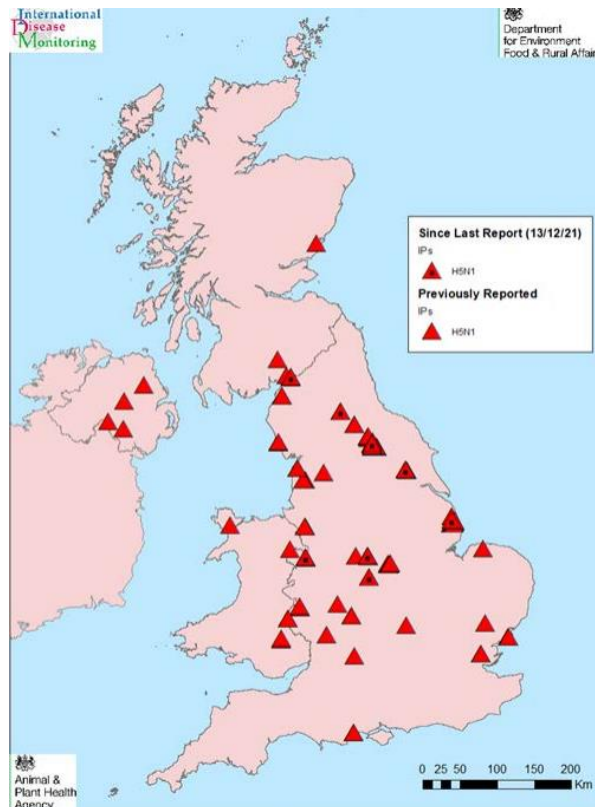 International
Disease
Monitoring
Department
for Environment
Food & Rural Affair
Since Last Report (13/12/21)
IPs
H5N1
Previously Reported
IPs
H5N1
0 25 50 100 150 200
Km
Animal &
Plant Health
Agency